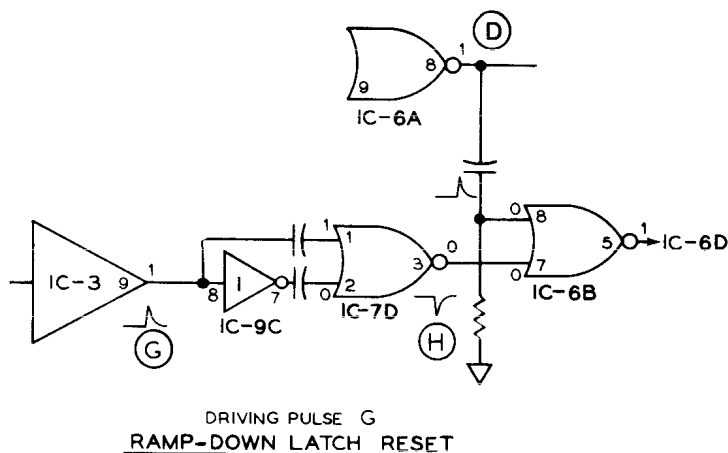 1
D
8
9
IC-6A
1
1
0
8
1
IC-6D
5
0
7
IC-6B
IC-3
9
1
8
1
7
0
2
3
0
IC-9C
IC-7D
G
H
DRIVING PULSE G
RAMP-DOWN LATCH RESET